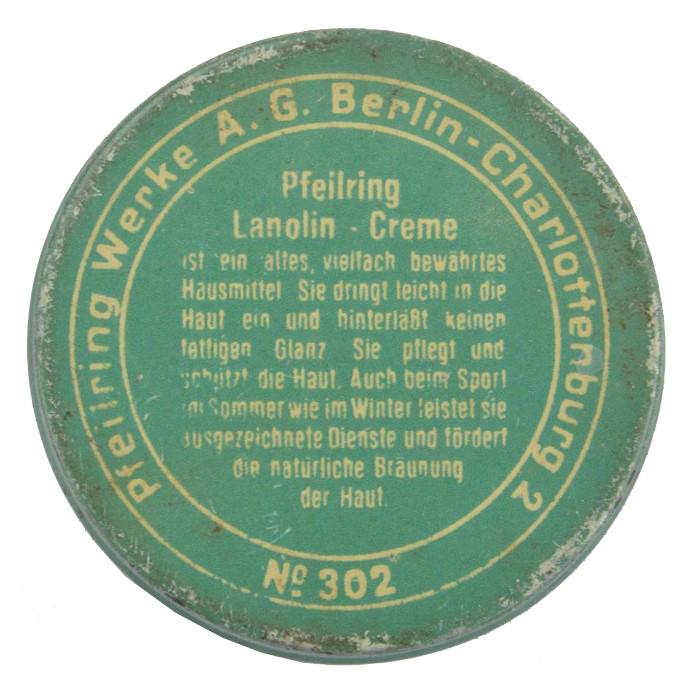 Pfeilring Werke A.G. Berlin-Charlottenburg 2
Pfeilring
Lanolin - Creme
ist ein altes, vielfach bewährtes
Hausmittel Sie dringt leicht in die
Haut ein und hinterläßt keinen
fettigen Glanz Sie pflegt und
schützt die Haut. Auch beim Sport
im Sommer wie im Winter leistet sie
ausgezeichnete Dienste und fördert
die natürliche Bräunung
der Haut.
No 302